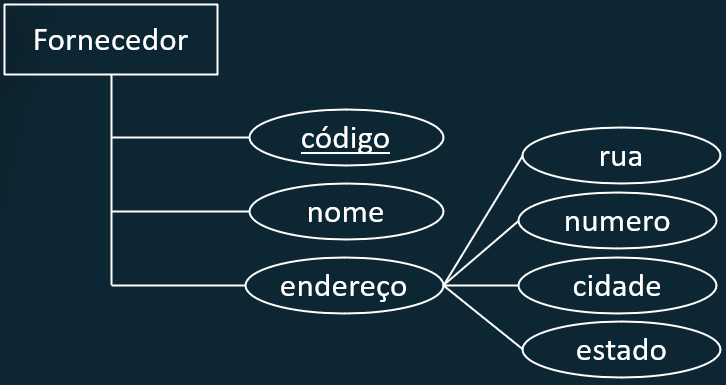 Fornecedor
código
nome
endereço
rua
numero
cidade
estado